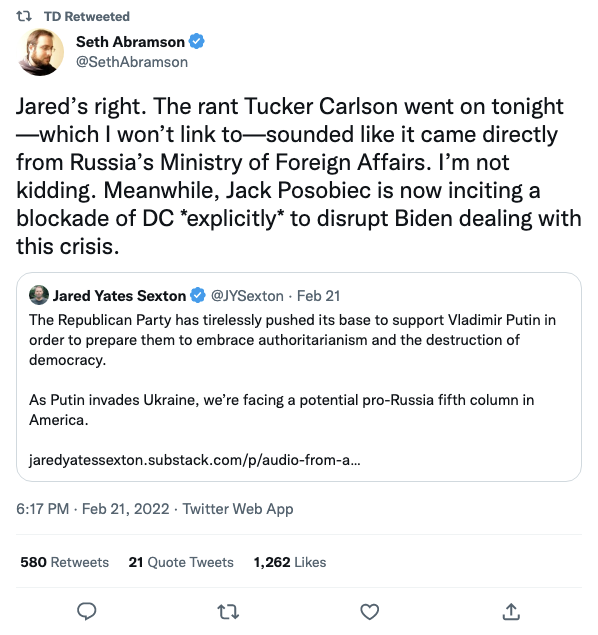 TD Retweeted
Seth Abramson
@SethAbramson
Jared’s right. The rant Tucker Carlson went on tonight
—which I won’t link to—sounded like it came directly
from Russia’s Ministry of Foreign Affairs. I’m not
kidding. Meanwhile, Jack Posobiec is now inciting a
blockade of DC *explicitly* to disrupt Biden dealing with
this crisis.
Jared Yates Sexton @JYSexton · Feb 21
The Republican Party has tirelessly pushed its base to support Vladimir Putin in
order to prepare them to embrace authoritarianism and the destruction of
democracy.
As Putin invades Ukraine, we’re facing a potential pro-Russia fifth column in
America.
jaredyatessexton.substack.com/p/audio-from-a...
6:17 PM · Feb 21, 2022 · Twitter Web App
580 Retweets 21 Quote Tweets 1,262 Likes